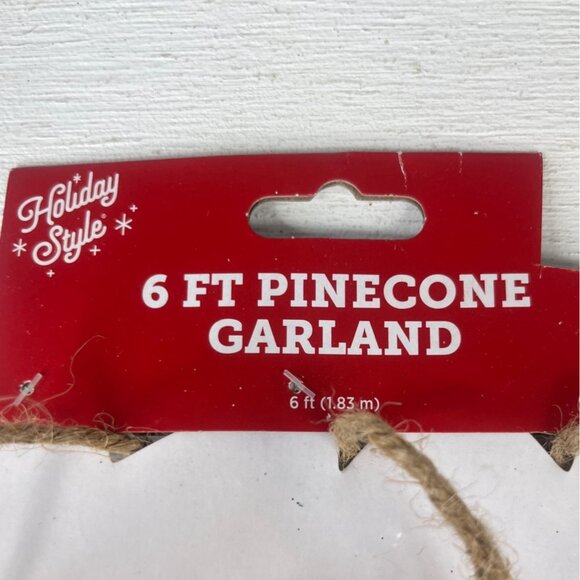 Holiday
Style®
6 FT PINECONE
GARLAND
6 ft (1.83 m)